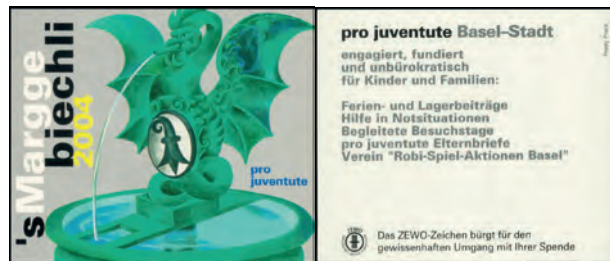 's Margge
biechli
2004
pro
juventute
pro juventute Basel-Stadt
engagiert, fundiert
und unbürokratisch
für Kinder und Familien:
Ferien- und Lagerbeiträge
Hilfe in Notsituationen
Begleitete Besuchstage
pro juventute Elternbriefe
Verein "Robi-Spiel-Aktionen Basel"
Das ZEWO-Zeichen bürgt für den
gewissenhaften Umgang mit Ihrer Spende